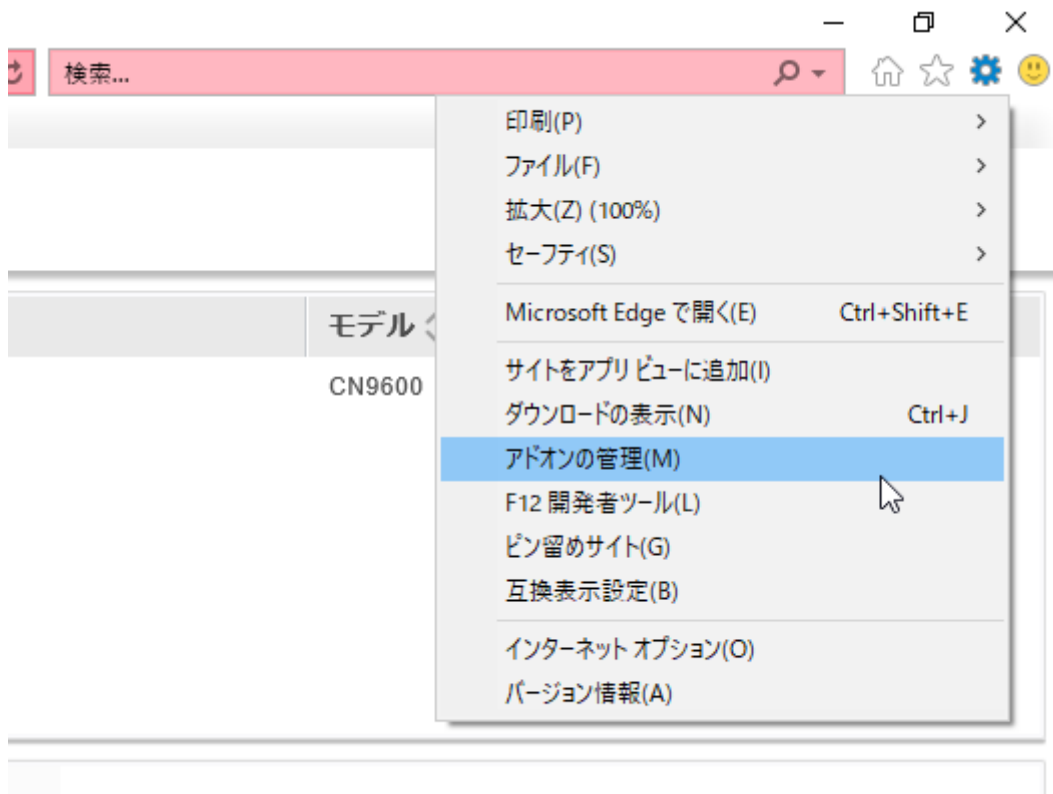 検索...
印刷(P)
ファイル(F)
拡大(Z) (100%)
セーフティ(S)
Microsoft Edge で開く(E) Ctrl+Shift+E
モデル
サイトをアプリ ビューに追加(I)
CN9600
ダウンロードの表示(N) Ctrl+J
アドオンの管理(M)
F12 開発者ツール(L)
ピン留めサイト(G)
互換表示設定(B)
インターネット オプション(O)
バージョン情報(A)